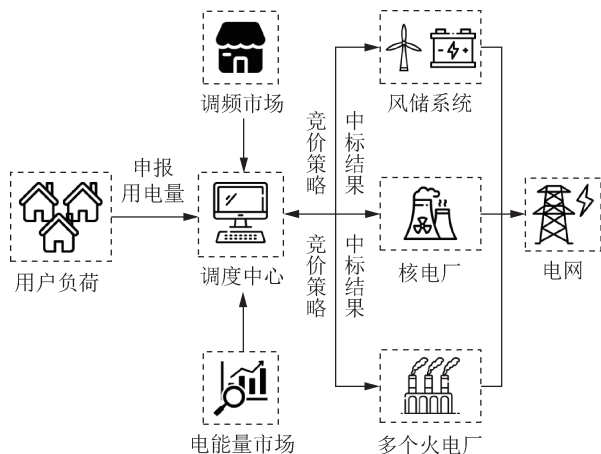 调频市场
风储系统
竞价策略
中标结果
申报
用电量
用户负荷
调度中心
核电厂
电网
竞价策略
中标结果
电能量市场
多个火电厂